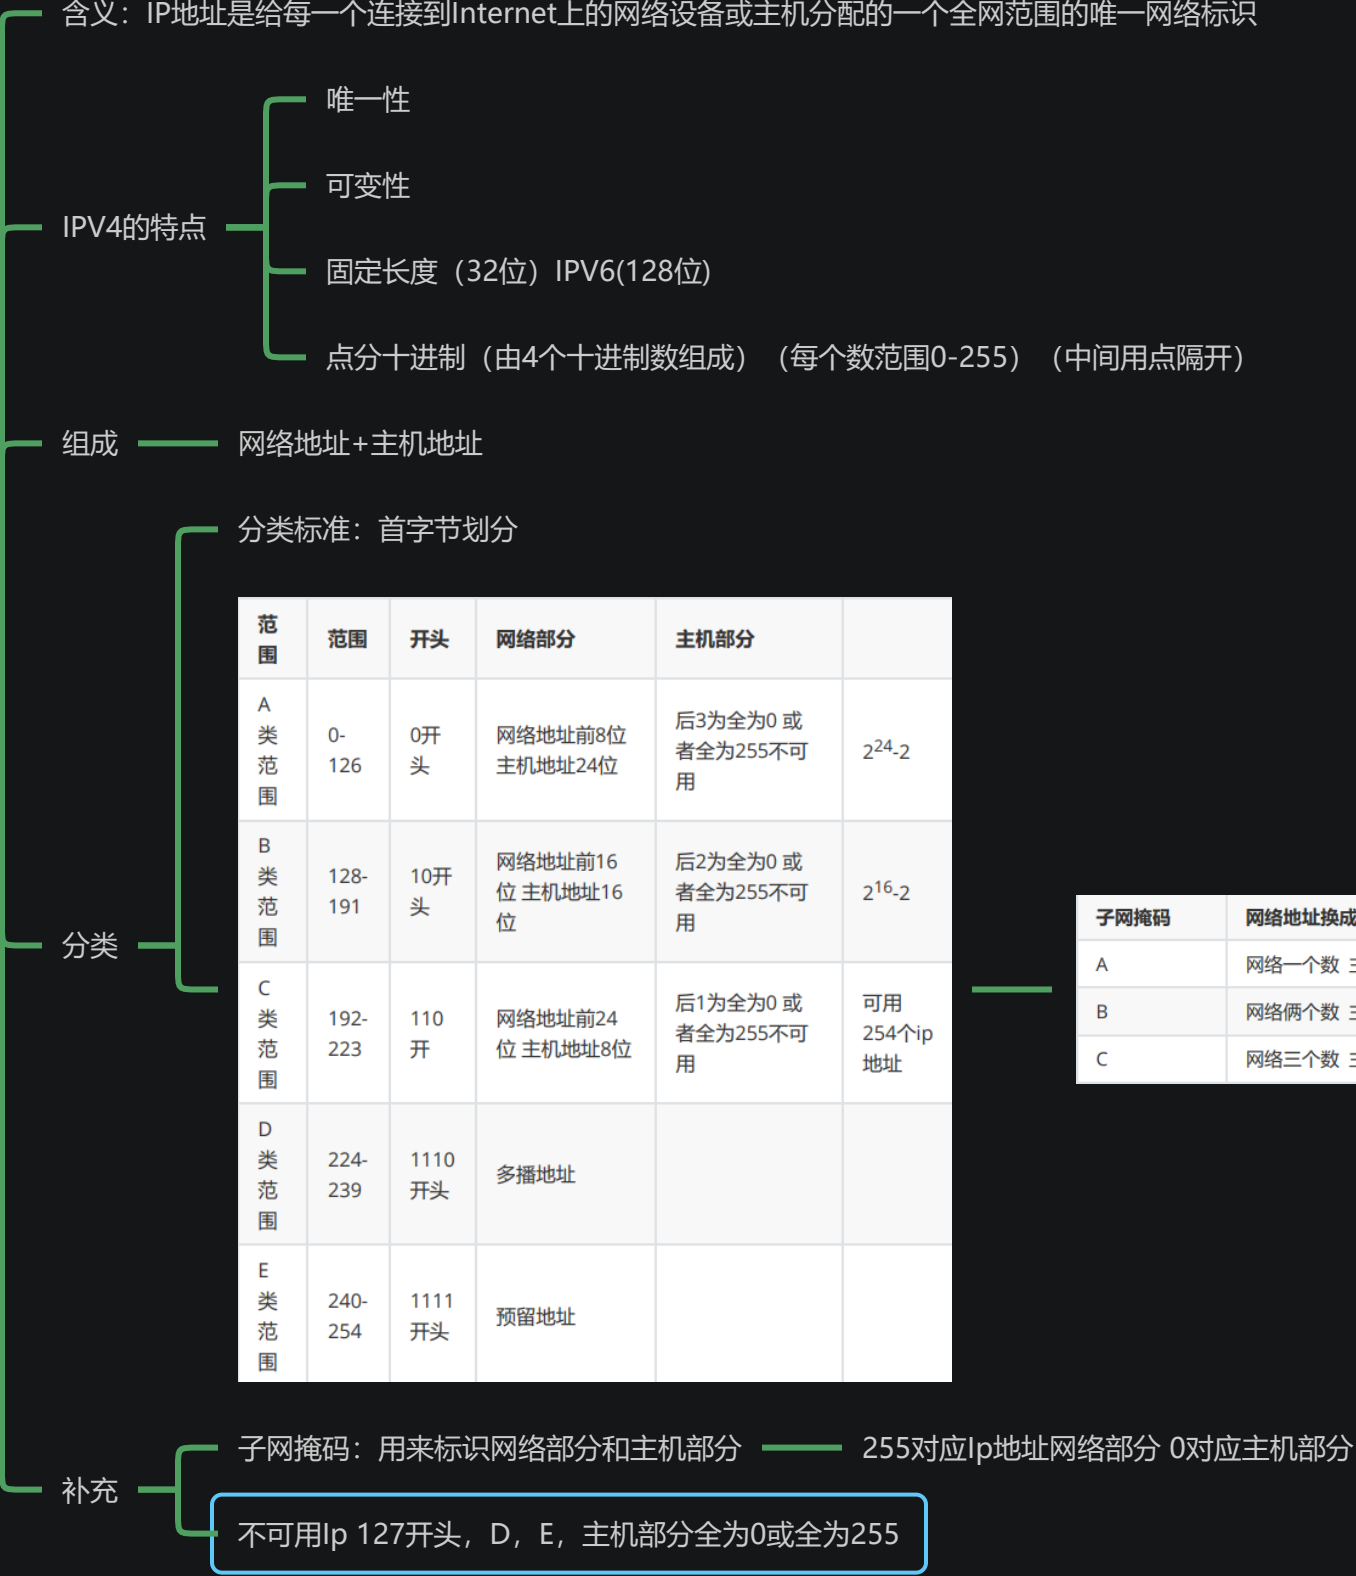 含义：IP地址是给每一个连接到Internet上的网络设备或主机分配的一个全网范围的唯一网络标识
IPV4的特点
唯一性
可变性
固定长度（32位）IPV6(128位)
点分十进制（由4个十进制数组成）（每个数范围0-255）（中间用点隔开）
组成
网络地址+主机地址
分类
分类标准：首字节划分
范
围
范围
开头
网络部分
主机部分
A
类
范
围
0-
126
0开
头
网络地址前8位
主机地址24位
后3为全为0 或
者全为255不可
用
2^24-2
B
类
范
围
128-
191
10开
头
网络地址前16
位 主机地址16
位
后2为全为0 或
者全为255不可
用
2^16-2
C
类
范
围
192-
223
110
开
网络地址前24
位 主机地址8位
后1为全为0 或
者全为255不可
用
可用
254个ip
地址
D
类
范
围
224-
239
1110
开头
多播地址
E
类
范
围
240-
254
1111
开头
预留地址
子网掩码
网络地址换成
A
网络一个数
B
网络俩个数
C
网络三个数
补充
子网掩码：用来标识网络部分和主机部分
255对应Ip地址网络部分 0对应主机部分
不可用Ip 127开头，D，E，主机部分全为0或全为255